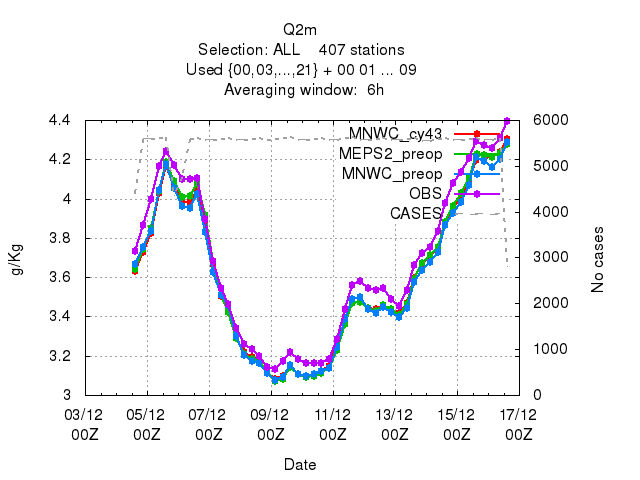 Q2m
Selection: ALL 407 stations
Used {00,03,...,21} + 00 01 ... 09
Averaging window: 6h
4.4
4.2
4
3.8
3.6
3.4
3.2
3
g/Kg
6000
5000
4000
3000
2000
1000
0
No cases
MNWC_cy43
MEPS2_preop
MNWC_preop
OBS
CASES
03/12 05/12 07/12 09/12 11/12 13/12 15/12 17/12
00Z 00Z 00Z 00Z 00Z 00Z 00Z 00Z
Date